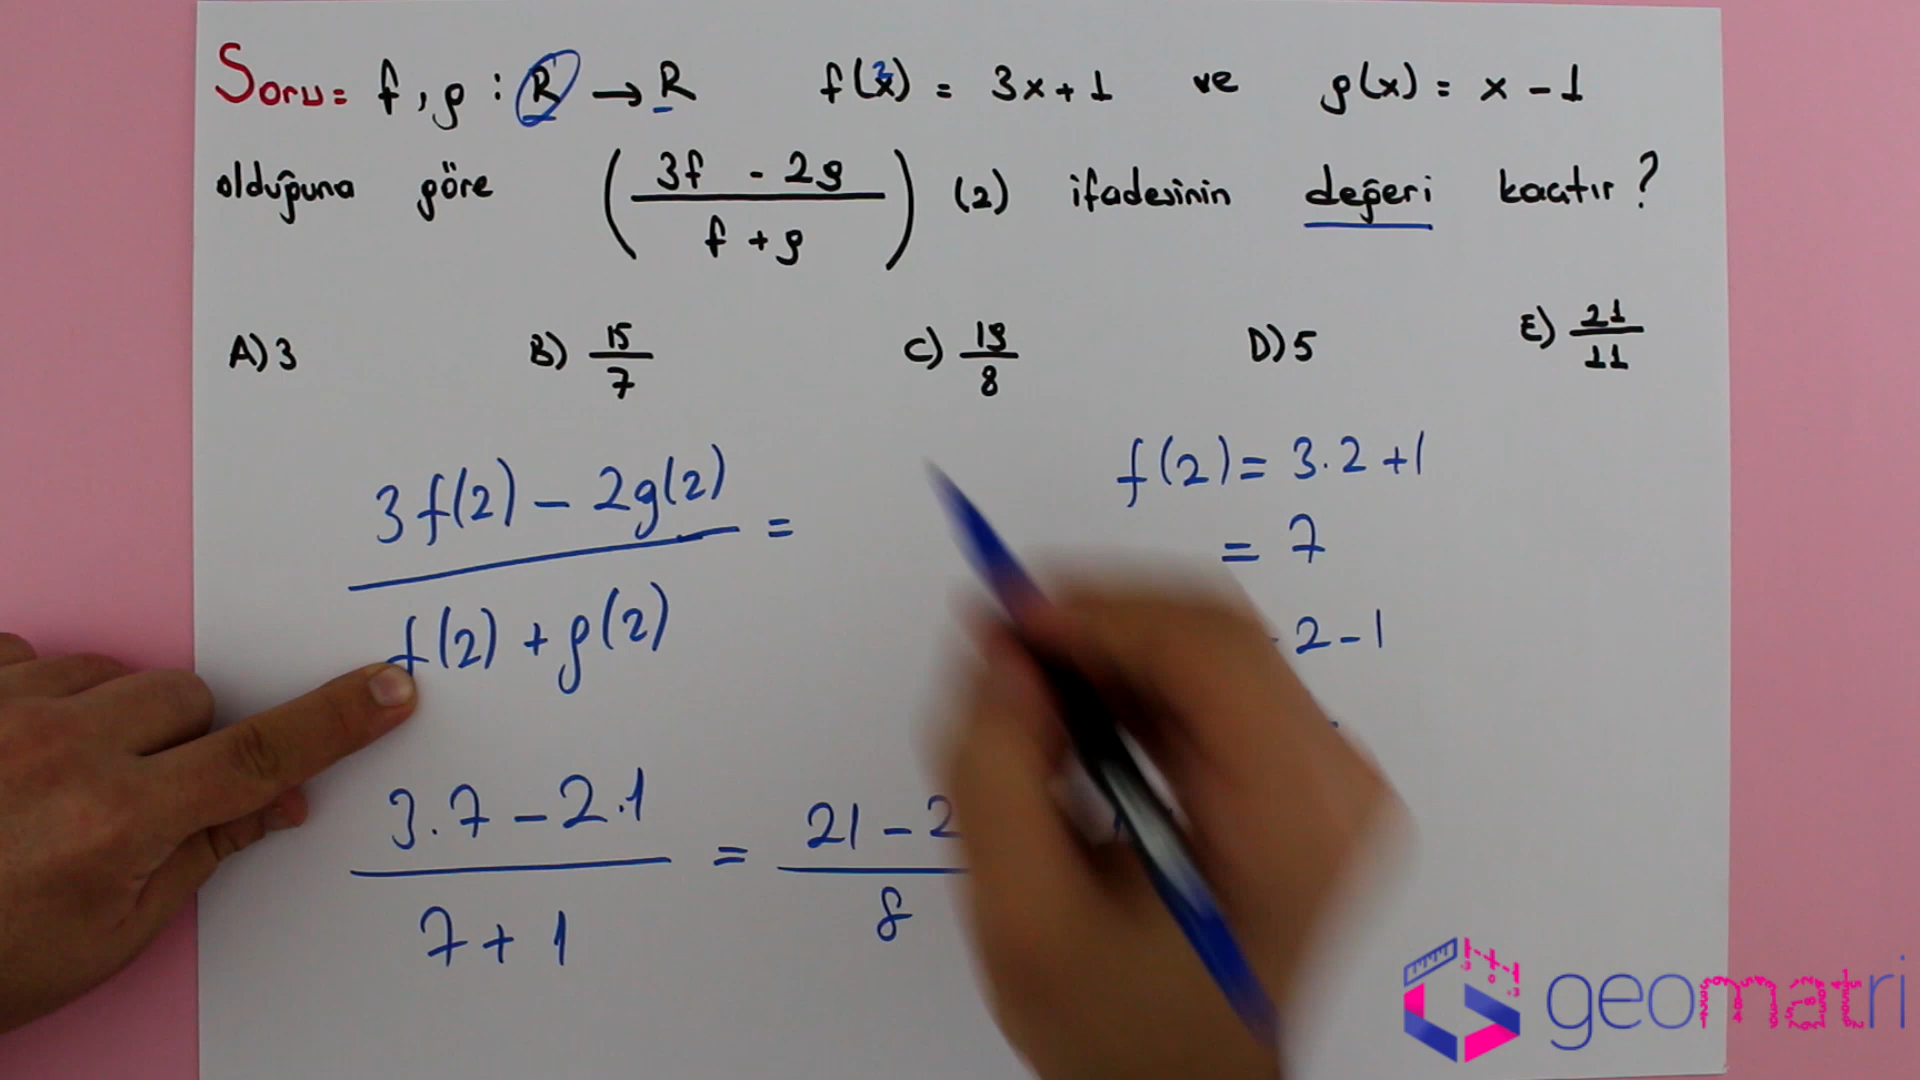 Soru: f, g : R → R f(x) = 3x+1 ve g(x) = x - 1
olduğuna göre (3f - 2g / f + g) (2) ifadesinin değeri kaçtır ?
A) 3 B) 15/7 C) 19/8 D) 5 E) 21/11
3f(2) - 2g(2) / f(2) + g(2) =
f(2) = 3.2 +1
= 7
2 - 1
3.7 - 2.1 / 7 + 1 = 21 - 2 / 8
geomatri